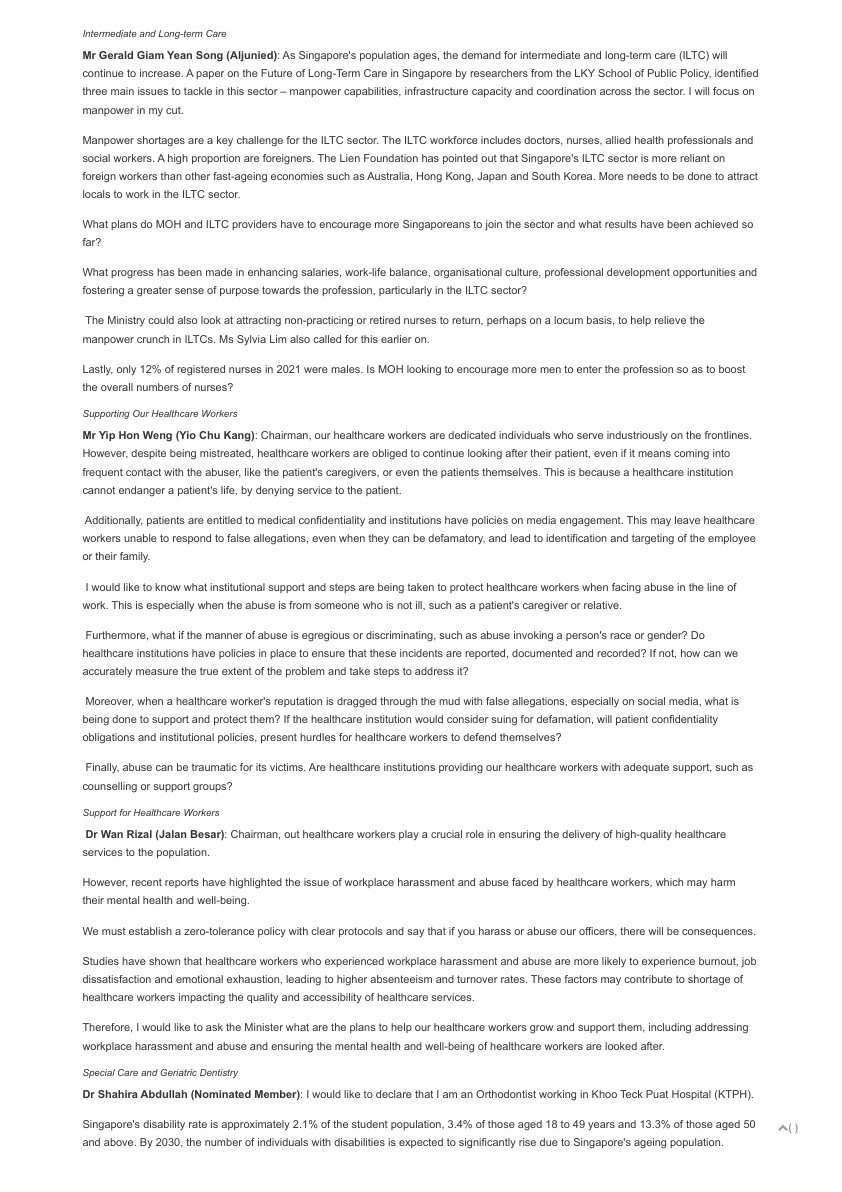 Intermediate and Long-term Care
Mr Gerald Giam Yean Song (Aljunied): As Singapore's population ages, the demand for intermediate and long-term care (ILTC) will
continue to increase. A paper on the Future of Long-Term Care in Singapore by researchers from the LKY School of Public Policy, identified
three main issues to tackle in this sector – manpower capabilities, infrastructure capacity and coordination across the sector. I will focus on
manpower in my cut.
Manpower shortages are a key challenge for the ILTC sector. The ILTC workforce includes doctors, nurses, allied health professionals and
social workers. A high proportion are foreigners. The Lien Foundation has pointed out that Singapore's ILTC sector is more reliant on
foreign workers than other fast-ageing economies such as Australia, Hong Kong, Japan and South Korea. More needs to be done to attract
locals to work in the ILTC sector.
What plans do MOH and ILTC providers have to encourage more Singaporeans to join the sector and what results have been achieved so
far?
What progress has been made in enhancing salaries, work-life balance, organisational culture, professional development opportunities and
fostering a greater sense of purpose towards the profession, particularly in the ILTC sector?
The Ministry could also look at attracting non-practicing or retired nurses to return, perhaps on a locum basis, to help relieve the
manpower crunch in ILTCs. Ms Sylvia Lim also called for this earlier on.
Lastly, only 12% of registered nurses in 2021 were males. Is MOH looking to encourage more men to enter the profession so as to boost
the overall numbers of nurses?
Supporting Our Healthcare Workers
Mr Yip Hon Weng (Yio Chu Kang): Chairman, our healthcare workers are dedicated individuals who serve industriously on the frontlines.
However, despite being mistreated, healthcare workers are obliged to continue looking after their patient, even if it means coming into
frequent contact with the abuser, like the patient's caregivers, or even the patients themselves. This is because a healthcare institution
cannot endanger a patient's life, by denying service to the patient.
Additionally, patients are entitled to medical confidentiality and institutions have policies on media engagement. This may leave healthcare
workers unable to respond to false allegations, even when they can be defamatory, and lead to identification and targeting of the employee
or their family.
I would like to know what institutional support and steps are being taken to protect healthcare workers when facing abuse in the line of
work. This is especially when the abuse is from someone who is not ill, such as a patient's caregiver or relative.
Furthermore, what if the manner of abuse is egregious or discriminating, such as abuse invoking a person's race or gender? Do
healthcare institutions have policies in place to ensure that these incidents are reported, documented and recorded? If not, how can we
accurately measure the true extent of the problem and take steps to address it?
Moreover, when a healthcare worker's reputation is dragged through the mud with false allegations, especially on social media, what is
being done to support and protect them? If the healthcare institution would consider suing for defamation, will patient confidentiality
obligations and institutional policies, present hurdles for healthcare workers to defend themselves?
Finally, abuse can be traumatic for its victims. Are healthcare institutions providing our healthcare workers with adequate support, such as
counselling or support groups?
Support for Healthcare Workers
Dr Wan Rizal (Jalan Besar): Chairman, out healthcare workers play a crucial role in ensuring the delivery of high-quality healthcare
services to the population.
However, recent reports have highlighted the issue of workplace harassment and abuse faced by healthcare workers, which may harm
their mental health and well-being.
We must establish a zero-tolerance policy with clear protocols and say that if you harass or abuse our officers, there will be consequences.
Studies have shown that healthcare workers who experienced workplace harassment and abuse are more likely to experience burnout, job
dissatisfaction and emotional exhaustion, leading to higher absenteeism and turnover rates. These factors may contribute to shortage of
healthcare workers impacting the quality and accessibility of healthcare services.
Therefore, I would like to ask the Minister what are the plans to help our healthcare workers grow and support them, including addressing
workplace harassment and abuse and ensuring the mental health and well-being of healthcare workers are looked after.
Special Care and Geriatric Dentistry
Dr Shahira Abdullah (Nominated Member): I would like to declare that I am an Orthodontist working in Khoo Teck Puat Hospital (KTPH).
Singapore's disability rate is approximately 2.1% of the student population, 3.4% of those aged 18 to 49 years and 13.3% of those aged 50
and above. By 2030, the number of individuals with disabilities is expected to significantly rise due to Singapore's ageing population.
( )